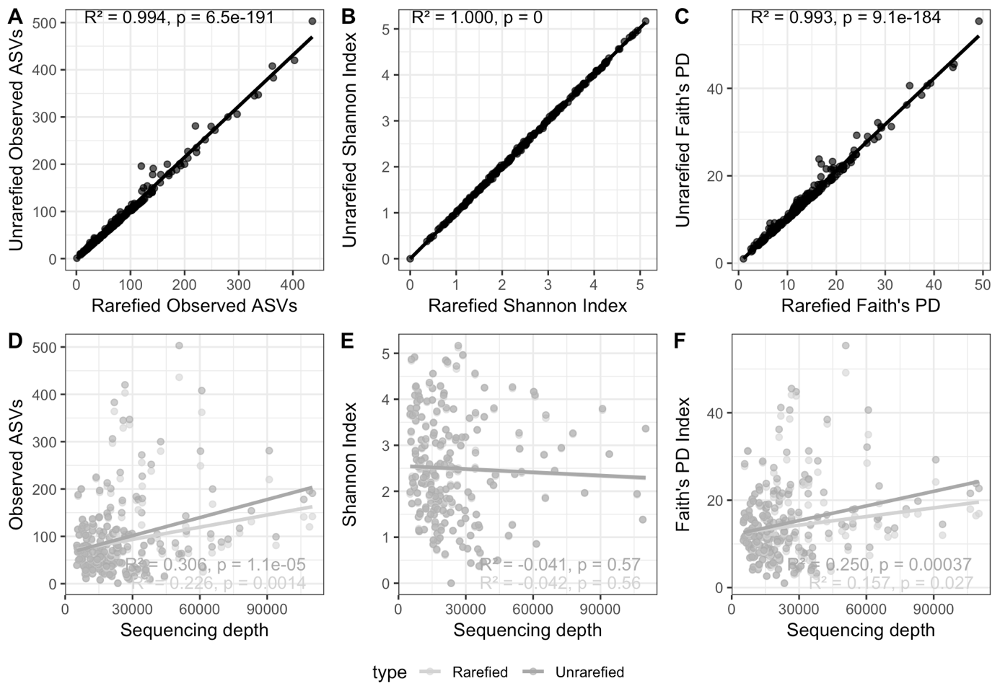 A
R² = 0.994, p = 6.5e-191
Unrarefied Observed ASVs
500
400
300
200
100
0
0 100 200 300 400
Rarefied Observed ASVs
B
R² = 1.000, p = 0
Unrarefied Shannon Index
5
4
3
2
1
0
0 1 2 3 4 5
Rarefied Shannon Index
C
R² = 0.993, p = 9.1e-184
Unrarefied Faith's PD
40
20
0
0 10 20 30 40 50
Rarefied Faith's PD
D
Observed ASVs
500
400
300
200
100
0
R² = 0.306, p = 1.1e-05
R² = 0.226, p = 0.0014
0 30000 60000 90000
Sequencing depth
E
Shannon Index
5
4
3
2
1
0
R² = -0.041, p = 0.57
R² = -0.042, p = 0.56
0 30000 60000 90000
Sequencing depth
F
Faith's PD Index
40
20
0
R² = 0.250, p = 0.00037
R² = 0.157, p = 0.027
0 30000 60000 90000
Sequencing depth
type Rarefied Unrarefied